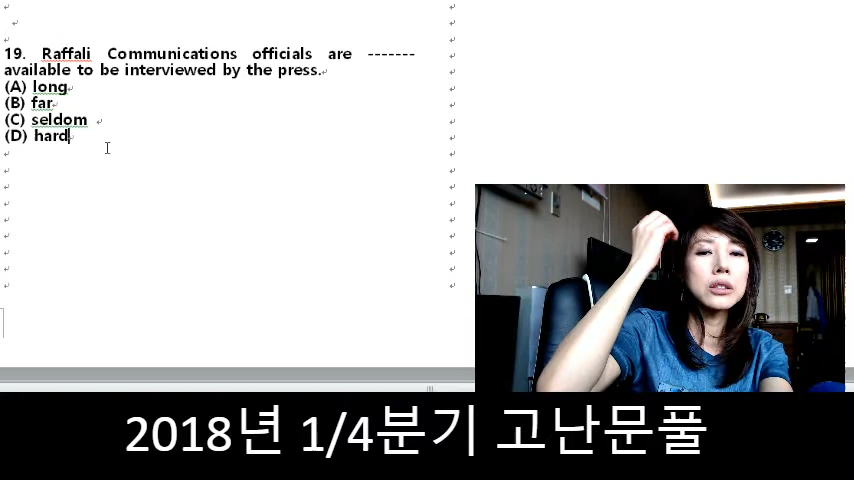 19. Raffali Communications officials are -------
available to be interviewed by the press.
(A) long
(B) far
(C) seldom
(D) hard
2018년 1/4분기 고난문풀